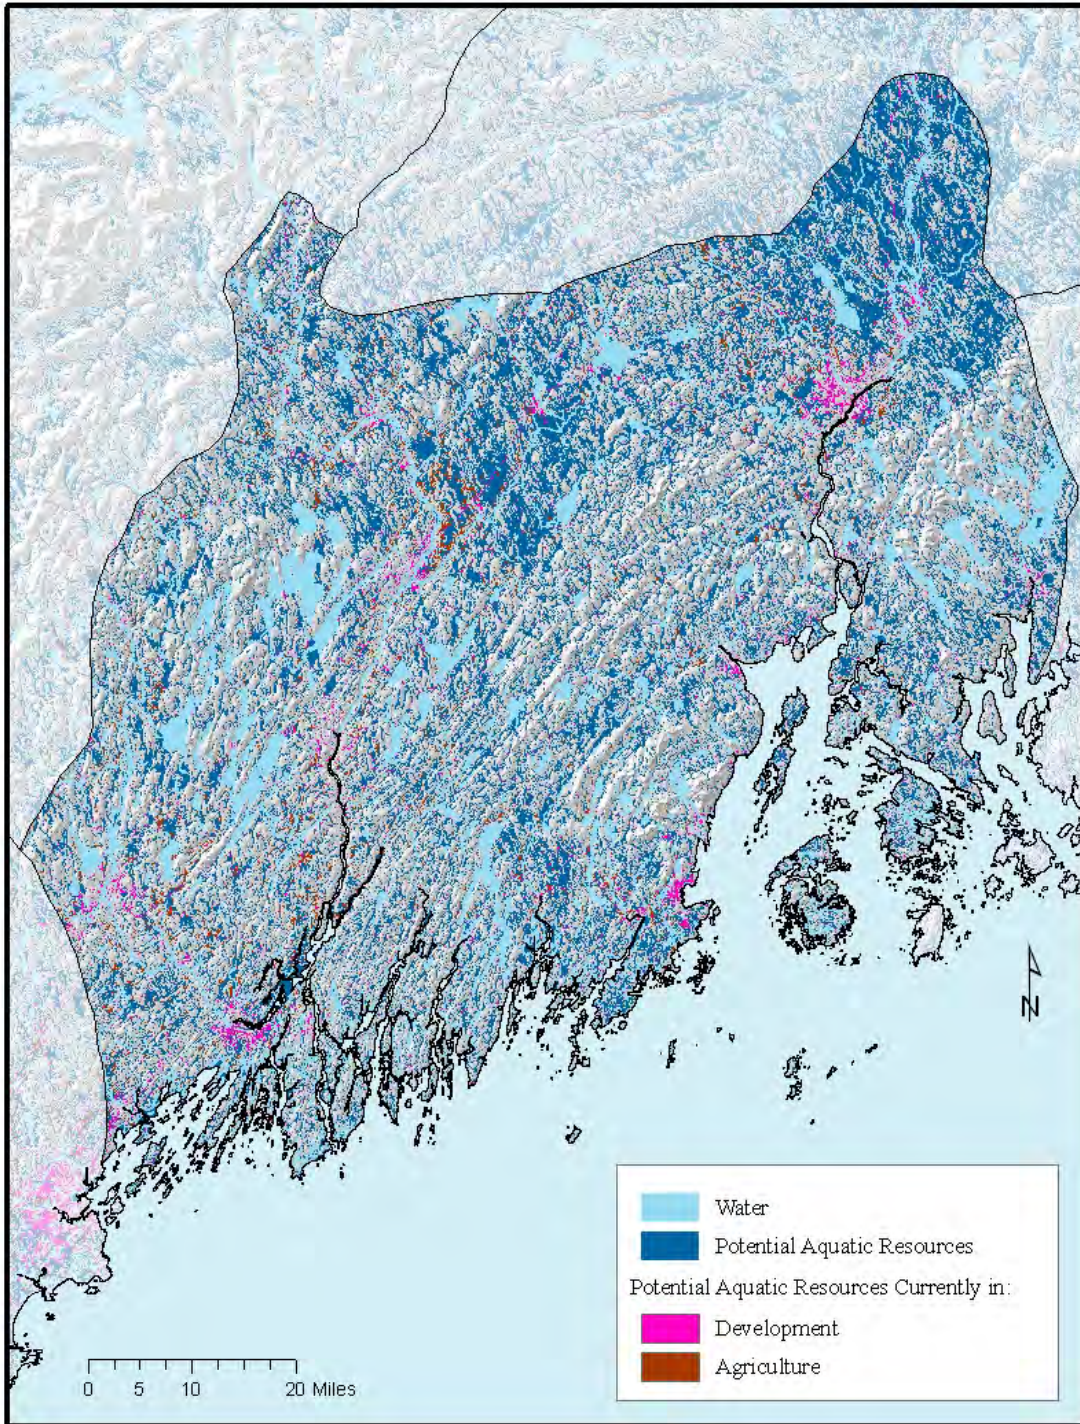 N
Water
Potential Aquatic Resources
Potential Aquatic Resources Currently in:
Development
Agriculture
0 5 10 20 Miles